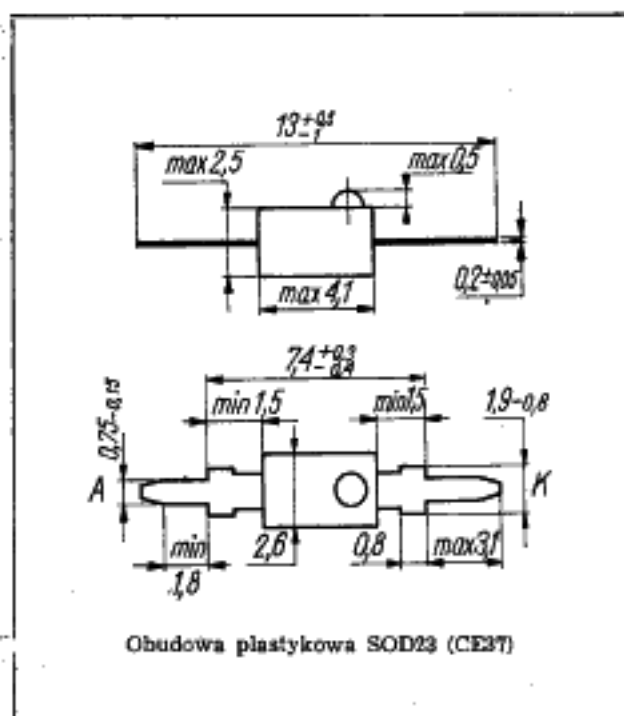 13 +0,5 -1
max 2,5
max 0,5
0,2±0,05
max 4,1
7,4 +0,3 -0,4
min 1,5
min 1,5
1,9-0,8
0,75-0,15
A
K
min 1,8
2,6
0,8
max 3,1
Obudowa plastykowa SOD23 (CE37)